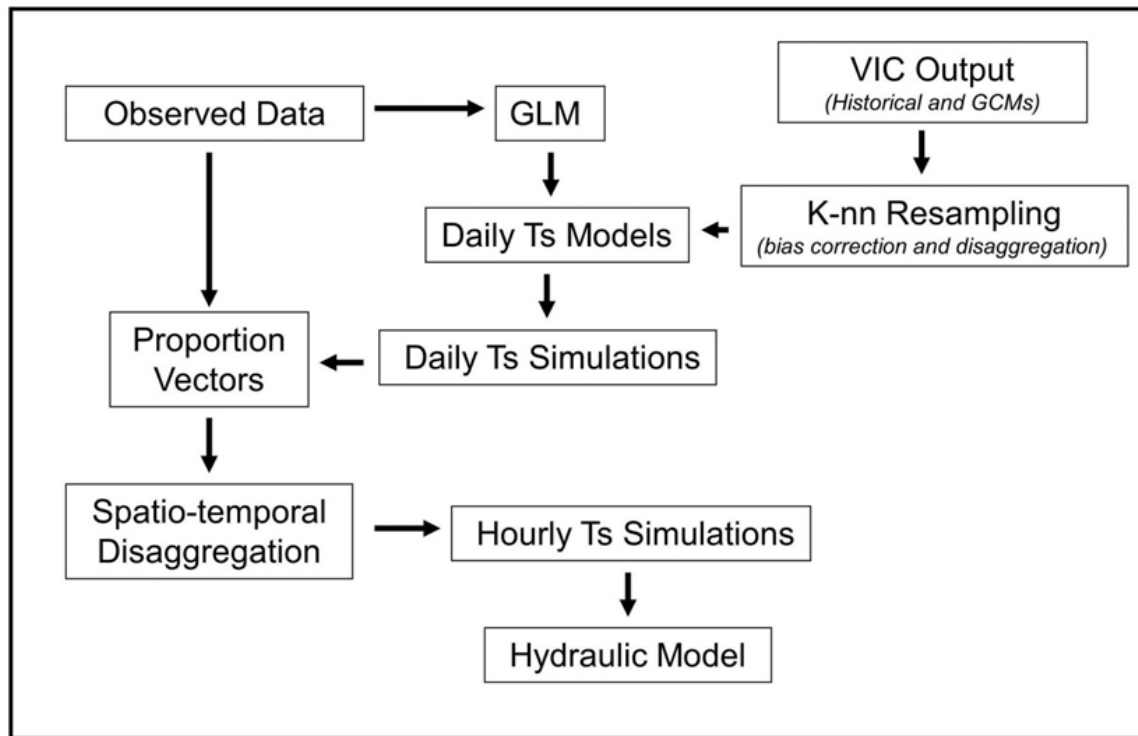 VIC Output
(Historical and GCMs)
Observed Data
GLM
K-nn Resampling
(bias correction and disaggregation)
Daily Ts Models
Proportion
Vectors
Daily Ts Simulations
Spatio-temporal
Disaggregation
Hourly Ts Simulations
Hydraulic Model